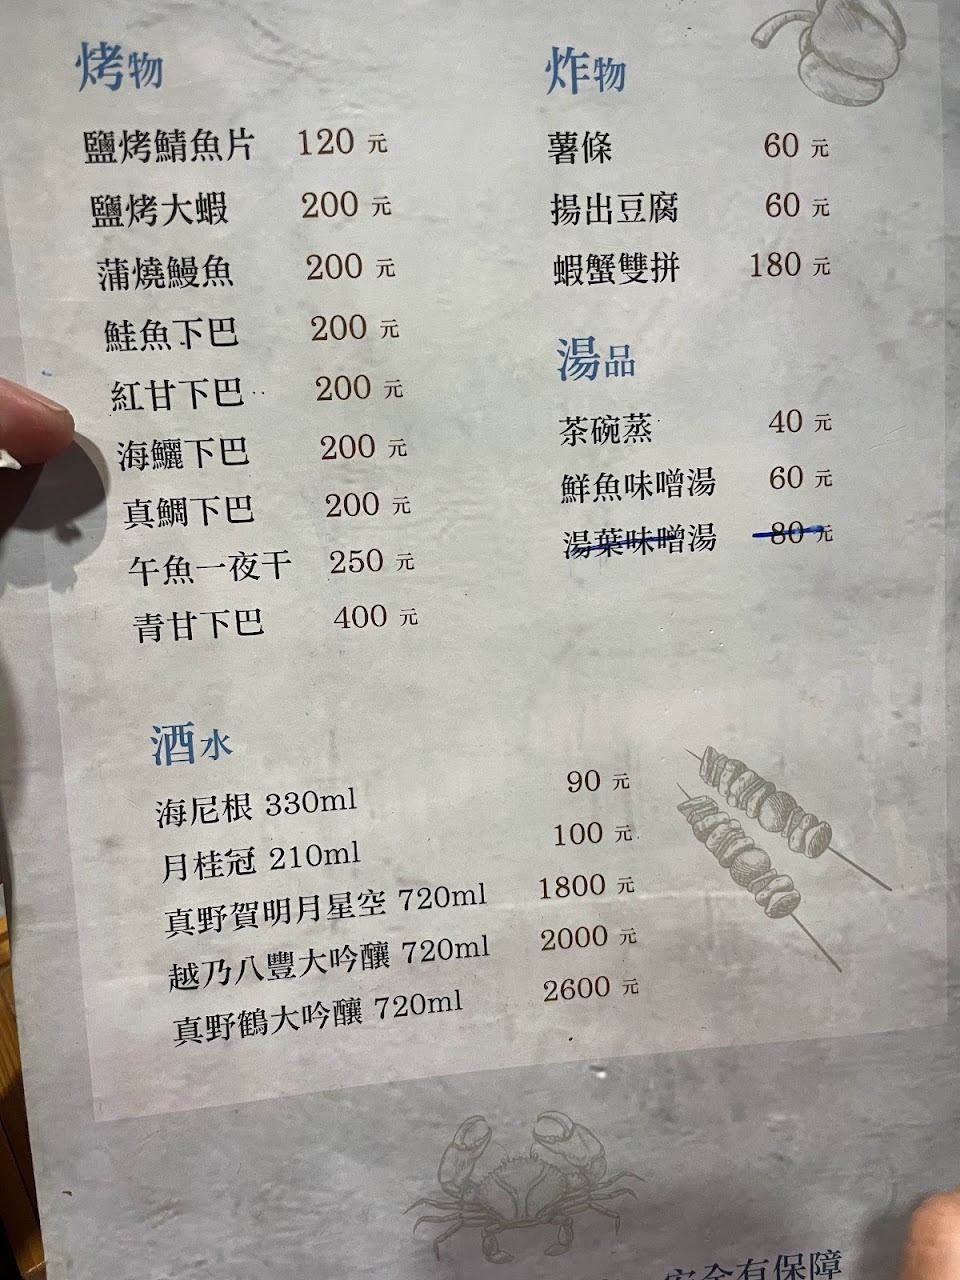 烤物
鹽烤鯖魚片 120 元
鹽烤大蝦 200 元
蒲燒鰻魚 200 元
鮭魚下巴 200 元
紅甘下巴 200 元
海鱺下巴 200 元
真鯛下巴 200 元
午魚一夜干 250 元
青甘下巴 400 元
炸物
薯條 60 元
揚出豆腐 60 元
蝦蟹雙拼 180 元
湯品
茶碗蒸 40 元
鮮魚味噌湯 60 元
湯葉味噌湯 80 元
酒水
海尼根 330ml 90 元
月桂冠 210ml 100 元
真野賀明月星空 720ml 1800 元
越乃八豐大吟釀 720ml 2000 元
真野鶴大吟釀 720ml 2600 元
安全有保障